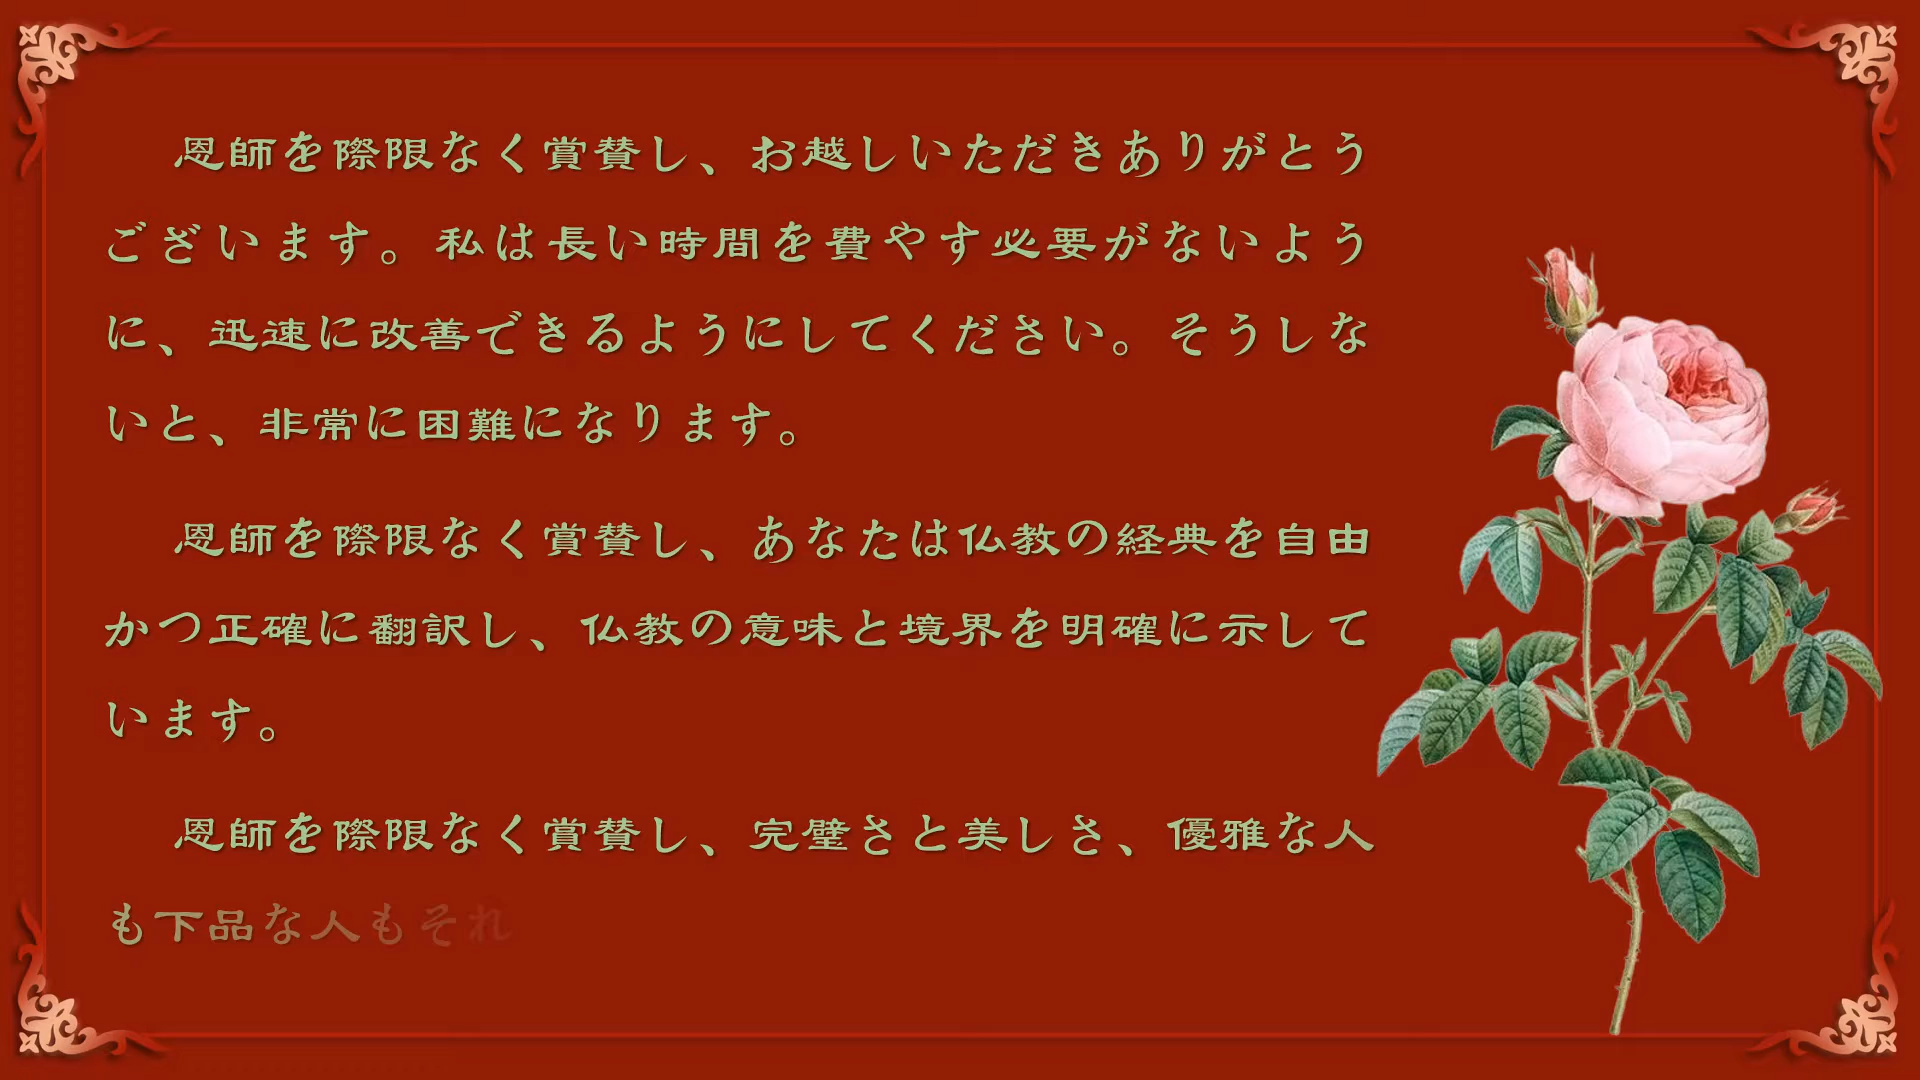 恩師を際限なく賞賛し、お越しいただきありがとう
ございます。私は長い時間を費やす必要がないよう
に、迅速に改善できるようにしてください。そうしな
いと、非常に困難になります。
恩師を際限なく賞賛し、あなたは仏教の経典を自由
かつ正確に翻訳し、仏教の意味と境界を明確に示して
います。
恩師を際限なく賞賛し、完璧さと美しさ、優雅な人
も下品な人もそれ